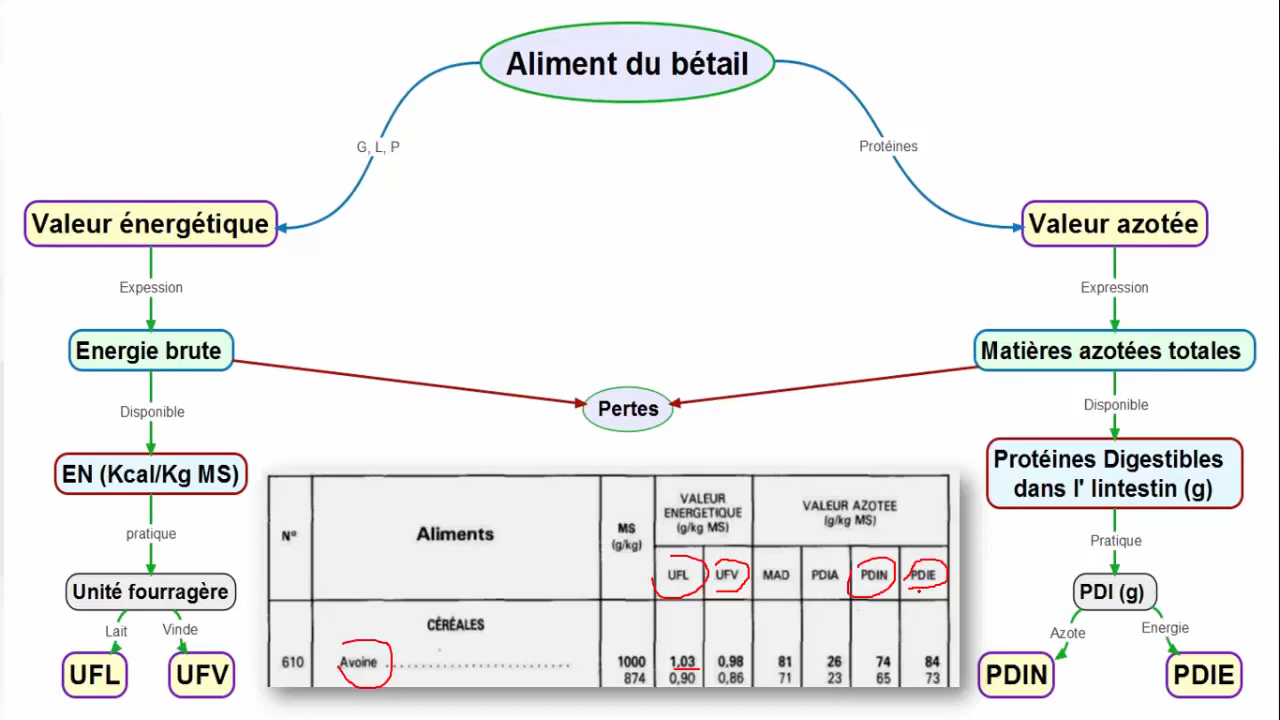 Aliment du bétail
G, L, P
Protéines
Valeur énergétique
Valeur azotée
Expession
Expression
Energie brute
Matières azotées totales
Pertes
Disponible
Disponible
EN (Kcal/Kg MS)
Protéines Digestibles
dans l' lintestin (g)
pratique
Pratique
Unité fourragère
PDI (g)
Lait
Vinde
Azote
Energie
UFL
UFV
PDIN
PDIE
N° Aliments MS (g/kg) VALEUR ENERGETIQUE (g/kg MS) VALEUR AZOTEE (g/kg MS)
UFL UFV MAD PDIA PDIN PDIE
CÉRÉALES
610 Avoine 1000 1,03 0,98 81 26 74 84
874 0,90 0,86 71 23 65 73